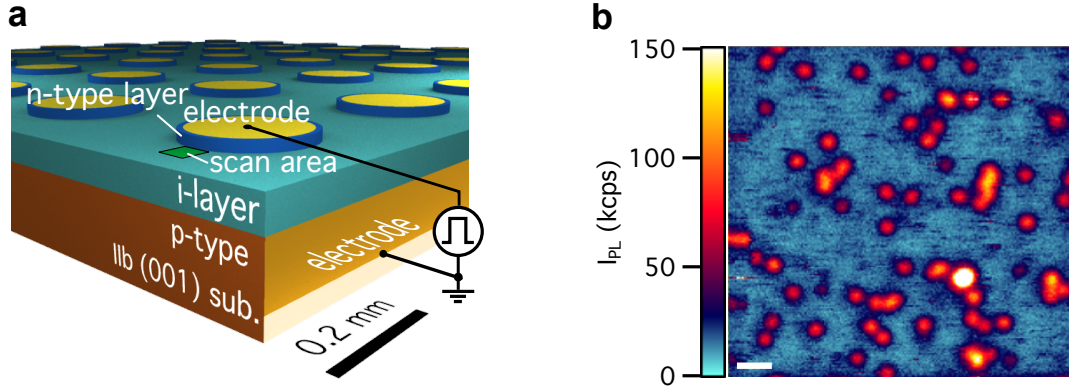 a
n-type layer
electrode
scan area
i-layer
p-type
IIb (001) sub.
electrode
0.2 mm
b
150
100
50
0
I_PL (kcps)